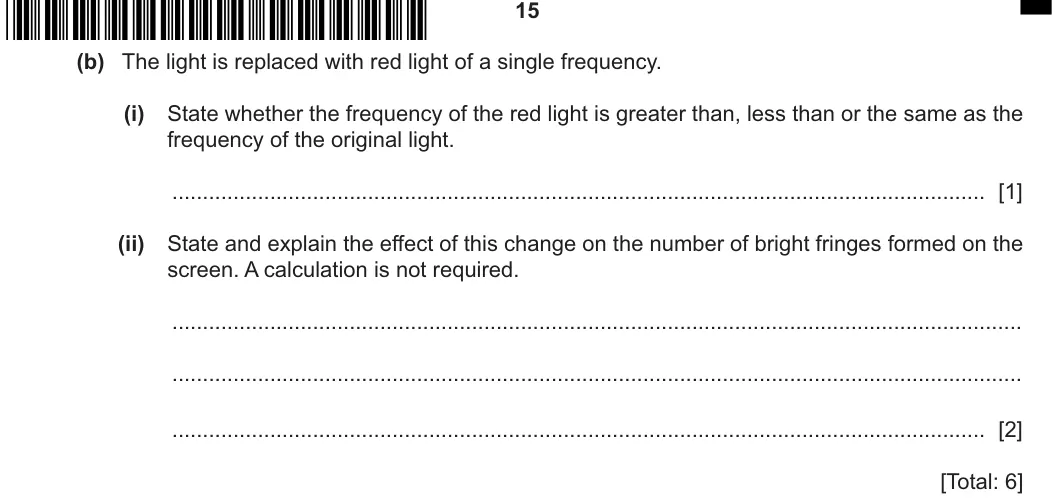 15
(b) The light is replaced with red light of a single frequency.
(i) State whether the frequency of the red light is greater than, less than or the same as the
frequency of the original light.
.......................................................................................................................................... [1]
(ii) State and explain the effect of this change on the number of bright fringes formed on the
screen. A calculation is not required.
................................................................................................................................................
................................................................................................................................................
.......................................................................................................................................... [2]
[Total: 6]